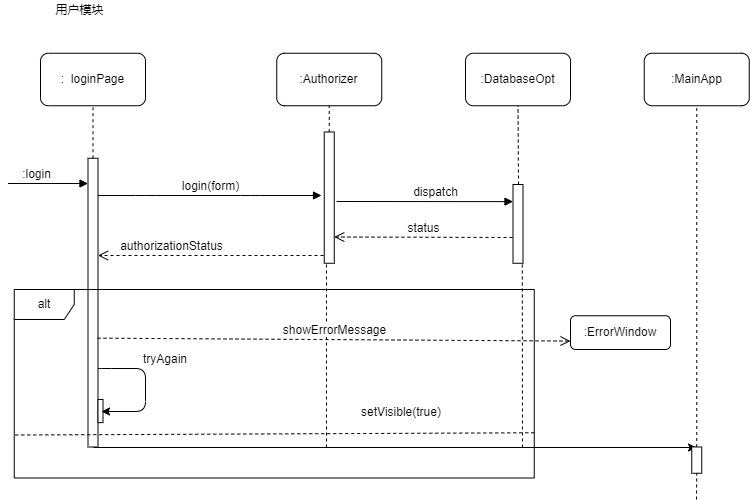 用户模块
: loginPage
:Authorizer
:DatabaseOpt
:MainApp
:login
login(form)
dispatch
status
authorizationStatus
alt
showErrorMessage
:ErrorWindow
tryAgain
setVisible(true)